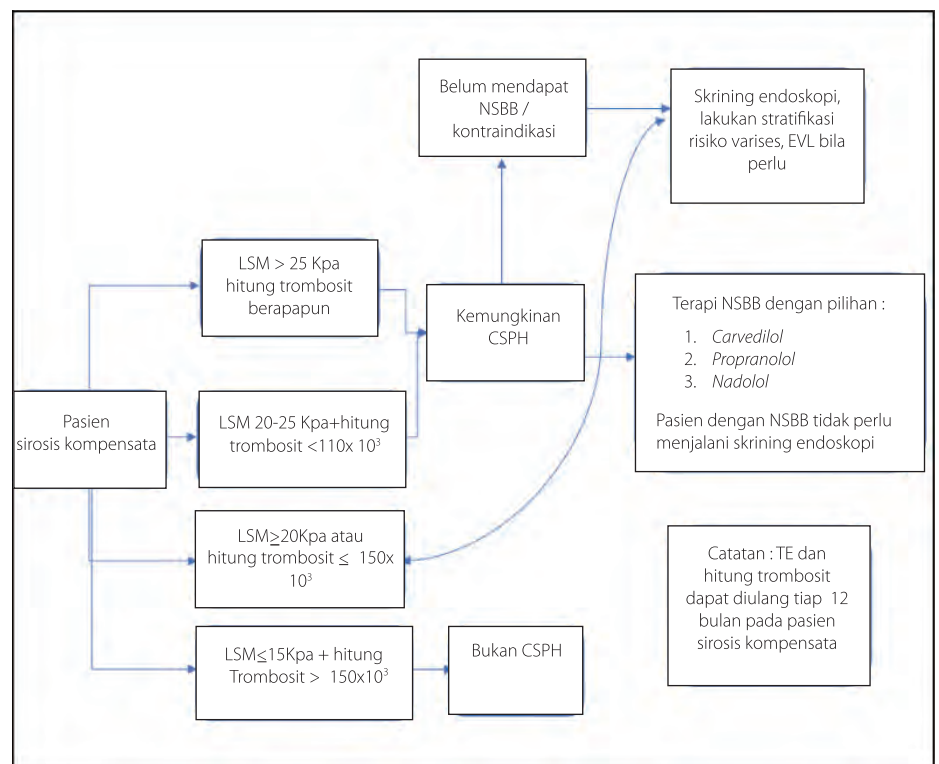 Belum mendapat
NSBB /
kontraindikasi
Skrining endoskopi,
lakukan stratifikasi
risiko varises, EVL bila
perlu
LSM > 25 Kpa
hitung trombosit
berapapun
Kemungkinan
CSPH
Terapi NSBB dengan pilihan :
1. Carvedilol
2. Propranolol
3. Nadolol
Pasien dengan NSBB tidak perlu
menjalani skrining endoskopi
Pasien
sirosis kompensata
LSM 20-25 Kpa+hitung
trombosit <110x 10³
LSM≥20Kpa atau
hitung trombosit ≤ 150x
10³
Catatan : TE dan
hitung trombosit
dapat diulang tiap 12
bulan pada pasien
sirosis kompensata
LSM≤15Kpa + hitung
Trombosit > 150x10³
Bukan CSPH